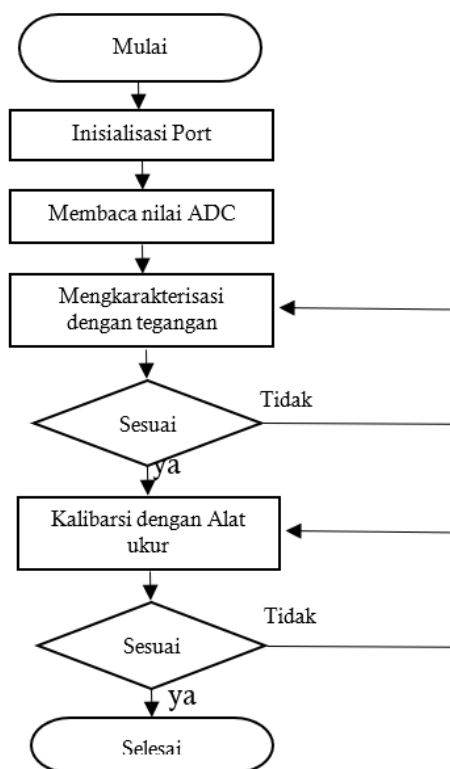 Mulai
Inisialisasi Port
Membaca nilai ADC
Mengkarakterisasi
dengan tegangan
Tidak
Sesuai
ya
Kalibarsi dengan Alat
ukur
Tidak
Sesuai
ya
Selesai